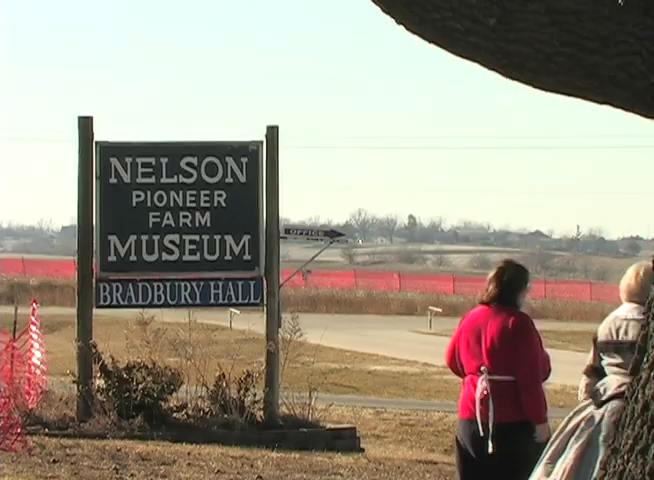 NELSON
PIONEER
FARM
MUSEUM
BRADBURY HALL
OFFICE